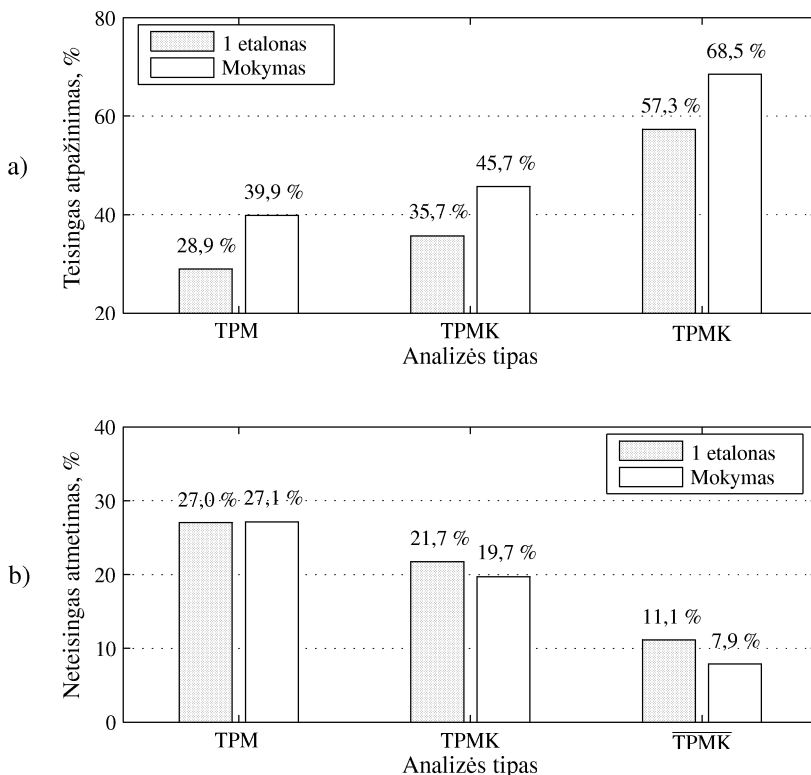 80
1 etalonas
Mokymas
68,5 %
57,3 %
60
a)
Teisingas atpažinimas, %
45,7 %
39,9 %
35,7 %
40
28,9 %
20
TPM TPMK TPMK
Analizės tipas
40
1 etalonas
Mokymas
30
27,0 % 27,1 %
21,7 % 19,7 %
b)
Neteisingas atmetimas, %
20
11,1 %
7,9 %
10
0
TPM TPMK T̅P̅M̅K̅
Analizės tipas